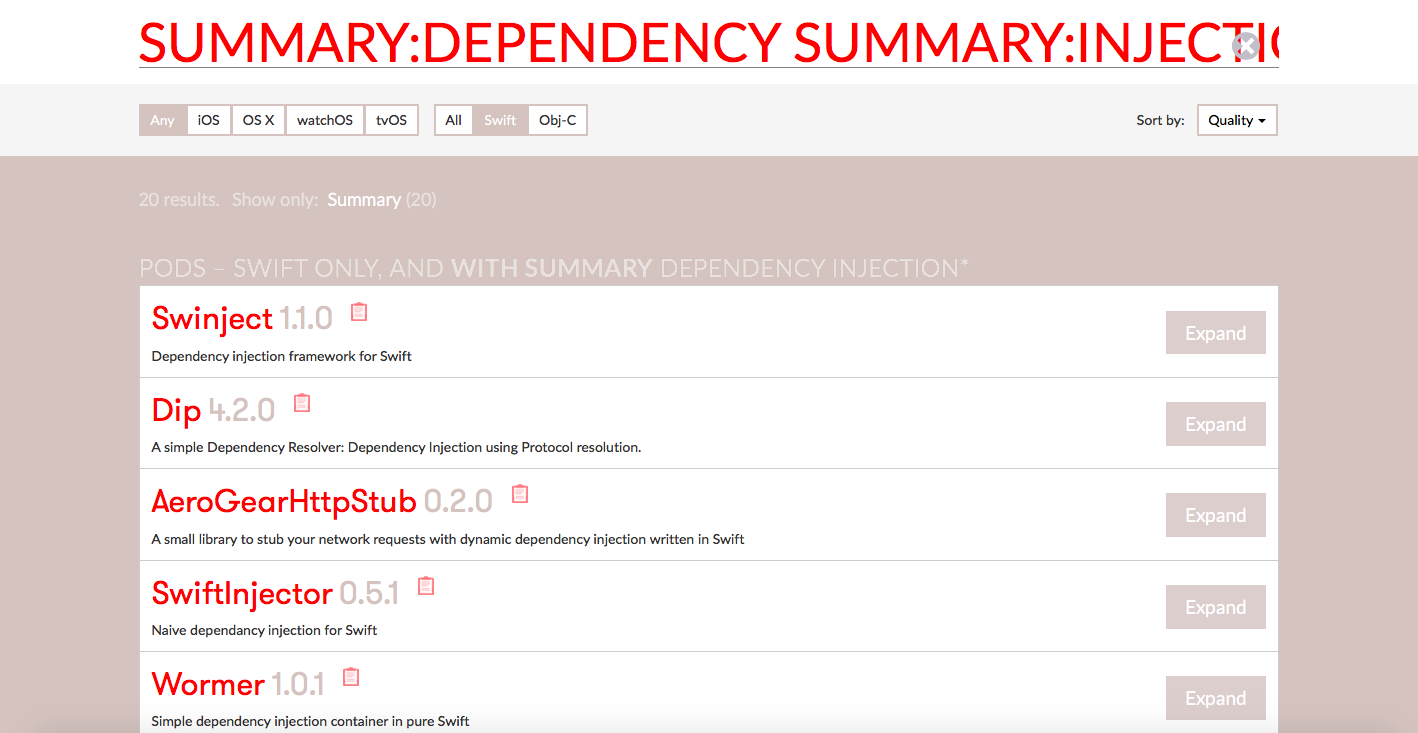 SUMMARY:DEPENDENCY SUMMARY:INJECTI
Any iOS OS X watchOS tvOS All Swift Obj-C Sort by: Quality
20 results. Show only: Summary (20)
PODS – SWIFT ONLY, AND WITH SUMMARY DEPENDENCY INJECTION*
Swinject 1.1.0
Expand
Dependency injection framework for Swift
Dip 4.2.0
Expand
A simple Dependency Resolver: Dependency Injection using Protocol resolution.
AeroGearHttpStub 0.2.0
Expand
A small library to stub your network requests with dynamic dependency injection written in Swift
SwiftInjector 0.5.1
Expand
Naive dependancy injection for Swift
Wormer 1.0.1
Expand
Simple dependency injection container in pure Swift